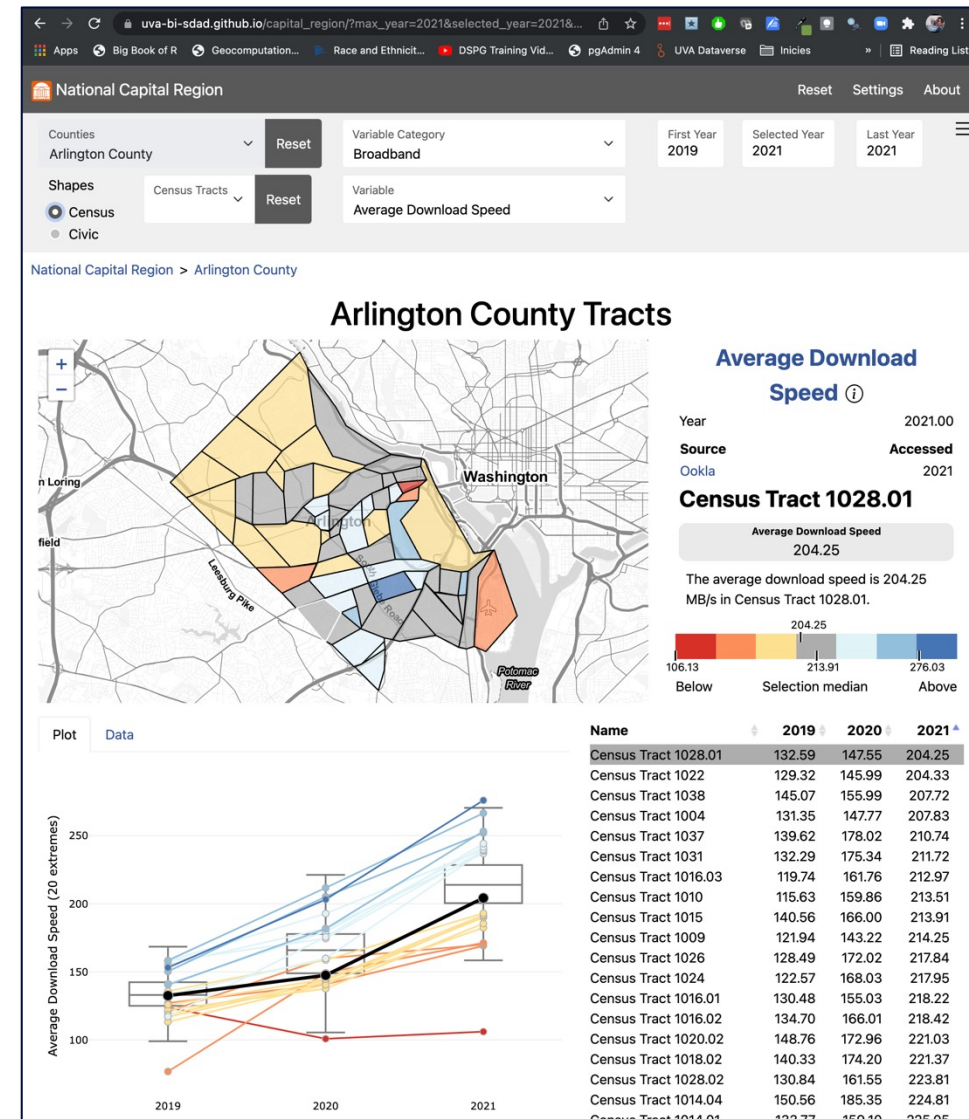 uva-bi-sdad.github.io/capital_region/?max_year=2021&selected_year=2021&...
Apps Big Book of R Geocomputation... Race and Ethnicit... DSPG Training Vid... pgAdmin 4 UVA Dataverse Inicies » Reading List
National Capital Region Reset Settings About
Counties
Arlington County
Reset
Variable Category
Broadband
First Year
2019
Selected Year
2021
Last Year
2021
Shapes
Census
Civic
Census Tracts
Reset
Variable
Average Download Speed
National Capital Region > Arlington County
Arlington County Tracts
+
−
n Loring
field
Leesburg Pike
Arlington
South Glebe Road
Washington
Potomac
River
Average Download
Speed
Year 2021.00
Source Accessed
Ookla 2021
Census Tract 1028.01
Average Download Speed
204.25
The average download speed is 204.25
MB/s in Census Tract 1028.01.
204.25
106.13 213.91 276.03
Below Selection median Above
Plot Data
Average Download Speed (20 extremes)
250
200
150
100
2019 2020 2021
Name 2019 2020 2021
Census Tract 1028.01 132.59 147.55 204.25
Census Tract 1022 129.32 145.99 204.33
Census Tract 1038 145.07 155.99 207.72
Census Tract 1004 131.35 147.77 207.83
Census Tract 1037 139.62 178.02 210.74
Census Tract 1031 132.29 175.34 211.72
Census Tract 1016.03 119.74 161.76 212.97
Census Tract 1010 115.63 159.86 213.51
Census Tract 1015 140.56 166.00 213.91
Census Tract 1009 121.94 143.22 214.25
Census Tract 1026 128.49 172.02 217.84
Census Tract 1024 122.57 168.03 217.95
Census Tract 1016.01 130.48 155.03 218.22
Census Tract 1016.02 134.70 166.01 218.42
Census Tract 1020.02 148.76 172.96 221.03
Census Tract 1018.02 140.33 174.20 221.37
Census Tract 1028.02 130.84 161.55 223.81
Census Tract 1014.04 150.56 185.35 224.81
Census Tract 1014.01 133.77 159.10 225.95